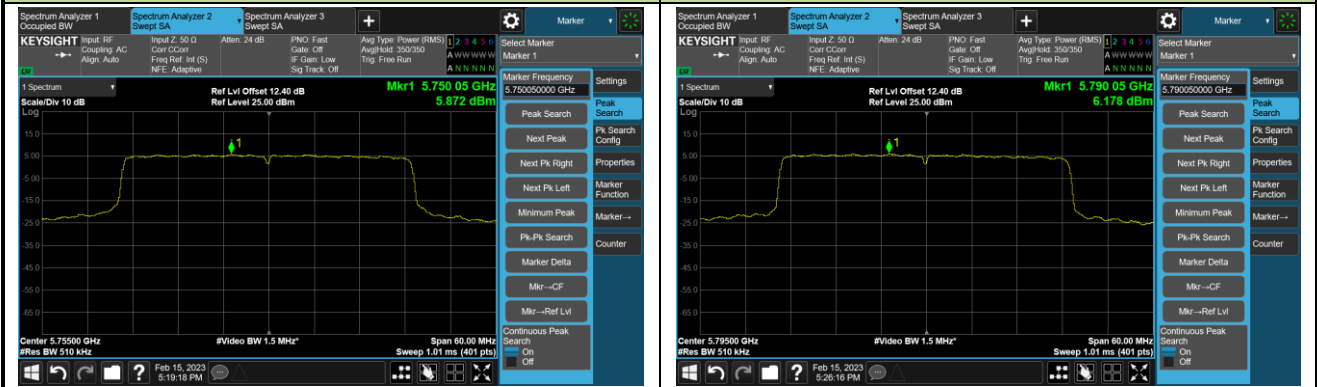 Spectrum Analyzer 1
Occupied BW
Spectrum Analyzer 2
Swept SA
Spectrum Analyzer 3
Swept SA
+
Marker
KEYSIGHT
Input: RF
Coupling: AC
Align: Auto
Input Z: 50 Ω
Corr CCorr
Freq Ref: Int (S)
NFE: Adaptive
Atten: 24 dB
PNO: Fast
Gate: Off
IF Gain: Low
Sig Track: Off
Avg Type: Power (RMS)
Avg|Hold: 350/350
Trig: Free Run
1 2 3 4 5 6
A W W W W W
A N N N N N
Select Marker
Marker 1
1 Spectrum
Scale/Div 10 dB
Log
Ref Lvl Offset 12.40 dB
Ref Level 25.00 dBm
Mkr1 5.750 05 GHz
5.872 dBm
Marker Frequency
5.750050000 GHz
Settings
Peak Search
Peak
Search
Next Peak
Pk Search
Config
Next Pk Right
Properties
Next Pk Left
Marker
Function
Minimum Peak
Marker→
Pk-Pk Search
Counter
Marker Delta
Mkr→CF
Mkr→Ref Lvl
Continuous Peak
Search
On
Off
1
15.0
5.00
-5.00
-15.0
-25.0
-35.0
-45.0
-55.0
-65.0
Center 5.75500 GHz
#Video BW 1.5 MHz*
Span 60.00 MHz
#Res BW 510 kHz
Sweep 1.01 ms (401 pts)
?
Feb 15, 2023
5:19:18 PM
Spectrum Analyzer 1
Occupied BW
Spectrum Analyzer 2
Swept SA
Spectrum Analyzer 3
Swept SA
+
Marker
KEYSIGHT
Input: RF
Coupling: AC
Align: Auto
Input Z: 50 Ω
Corr CCorr
Freq Ref: Int (S)
NFE: Adaptive
Atten: 24 dB
PNO: Fast
Gate: Off
IF Gain: Low
Sig Track: Off
Avg Type: Power (RMS)
Avg|Hold: 350/350
Trig: Free Run
1 2 3 4 5 6
A W W W W W
A N N N N N
Select Marker
Marker 1
1 Spectrum
Scale/Div 10 dB
Log
Ref Lvl Offset 12.40 dB
Ref Level 25.00 dBm
Mkr1 5.790 05 GHz
6.178 dBm
Marker Frequency
5.790050000 GHz
Settings
Peak Search
Peak
Search
Next Peak
Pk Search
Config
Next Pk Right
Properties
Next Pk Left
Marker
Function
Minimum Peak
Marker→
Pk-Pk Search
Counter
Marker Delta
Mkr→CF
Mkr→Ref Lvl
Continuous Peak
Search
On
Off
1
15.0
5.00
-5.00
-15.0
-25.0
-35.0
-45.0
-55.0
-65.0
Center 5.79500 GHz
#Video BW 1.5 MHz*
Span 60.00 MHz
#Res BW 510 kHz
Sweep 1.01 ms (401 pts)
?
Feb 15, 2023
5:26:16 PM